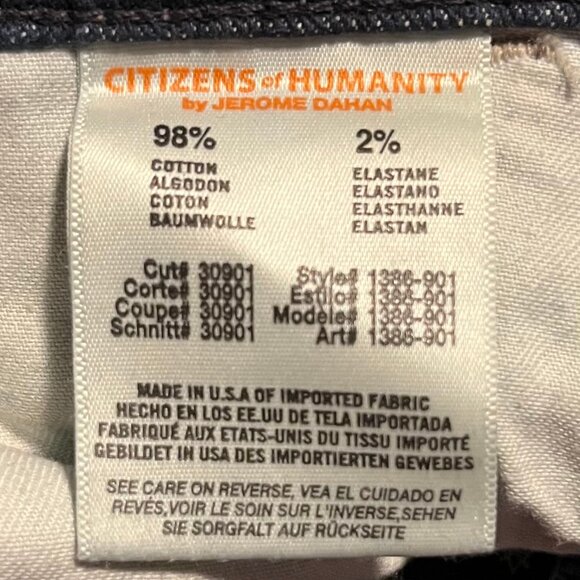 CITIZENS of HUMANITY
by JEROME DAHAN
98% 2%
COTTON ELASTANE
ALGODON ELASTANO
COTON ELASTHANNE
BAUMWOLLE ELASTAN
Cut# 30901 Style# 1386-901
Corte# 30901 Estilo# 1386-901
Coupe# 30901 Modele# 1386-901
Schnitt# 30901 Art# 1386-901
MADE IN U.S.A OF IMPORTED FABRIC
HECHO EN LOS EE.UU DE TELA IMPORTADA
FABRIQUÉ AUX ETATS-UNIS DU TISSU IMPORTÉ
GEBILDET IN USA DES IMPORTIERTEN GEWEBES
SEE CARE ON REVERSE, VEA EL CUIDADO EN
REVÉS,VOIR LE SOIN SUR L'INVERSE,SEHEN
SIE SORGFALT AUF RÜCKSEITE